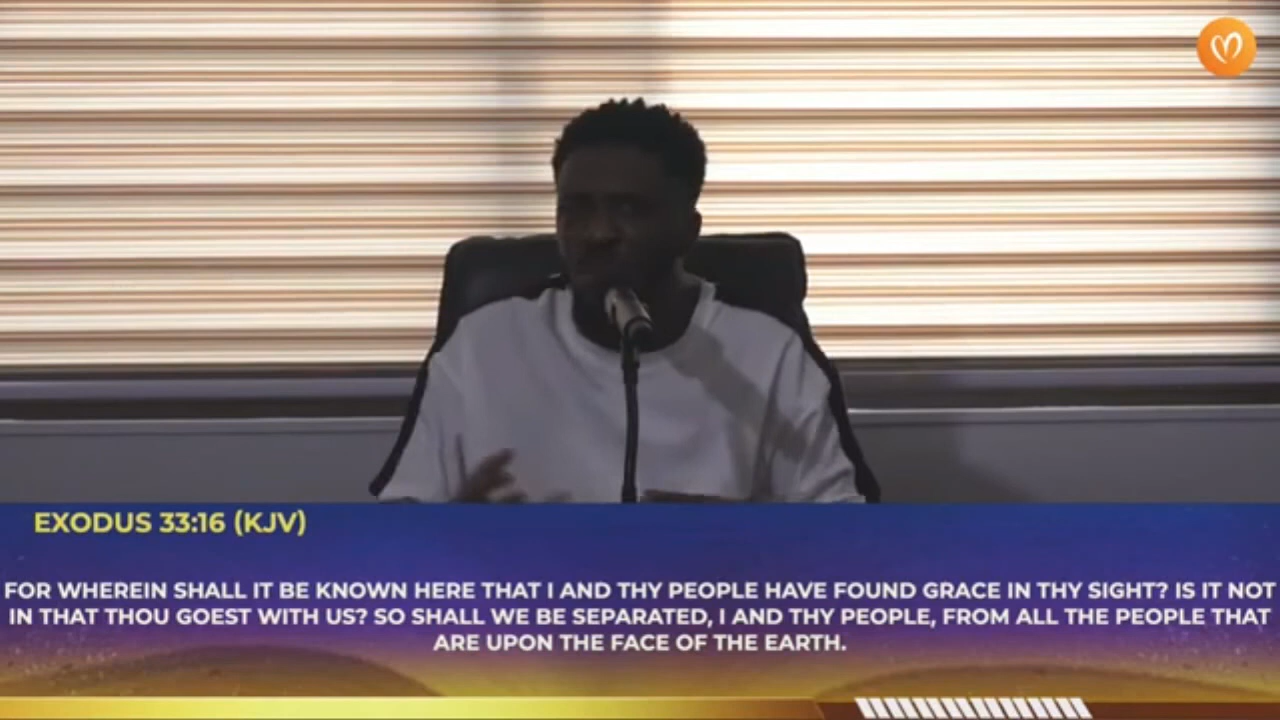 EXODUS 33:16 (KJV)
FOR WHEREIN SHALL IT BE KNOWN HERE THAT I AND THY PEOPLE HAVE FOUND GRACE IN THY SIGHT? IS IT NOT
IN THAT THOU GOEST WITH US? SO SHALL WE BE SEPARATED, I AND THY PEOPLE, FROM ALL THE PEOPLE THAT
ARE UPON THE FACE OF THE EARTH.